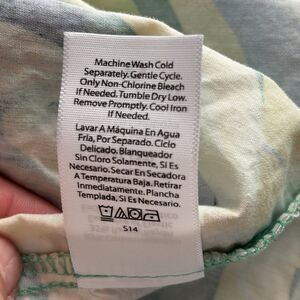 Machine Wash Cold
Separately. Gentle Cycle.
Only Non-Chlorine Bleach
If Needed. Tumble Dry Low.
Remove Promptly. Cool Iron
If Needed.
Lavar A Máquina En Agua
Fría, Por Separado. Ciclo
Delicado. Blanqueador
Sin Cloro Solamente, Si Es
Necesario. Secar En Secadora
A Temperatura Baja. Retirar
Inmediatamente. Plancha
Templada, Si Es Necesario.
S14